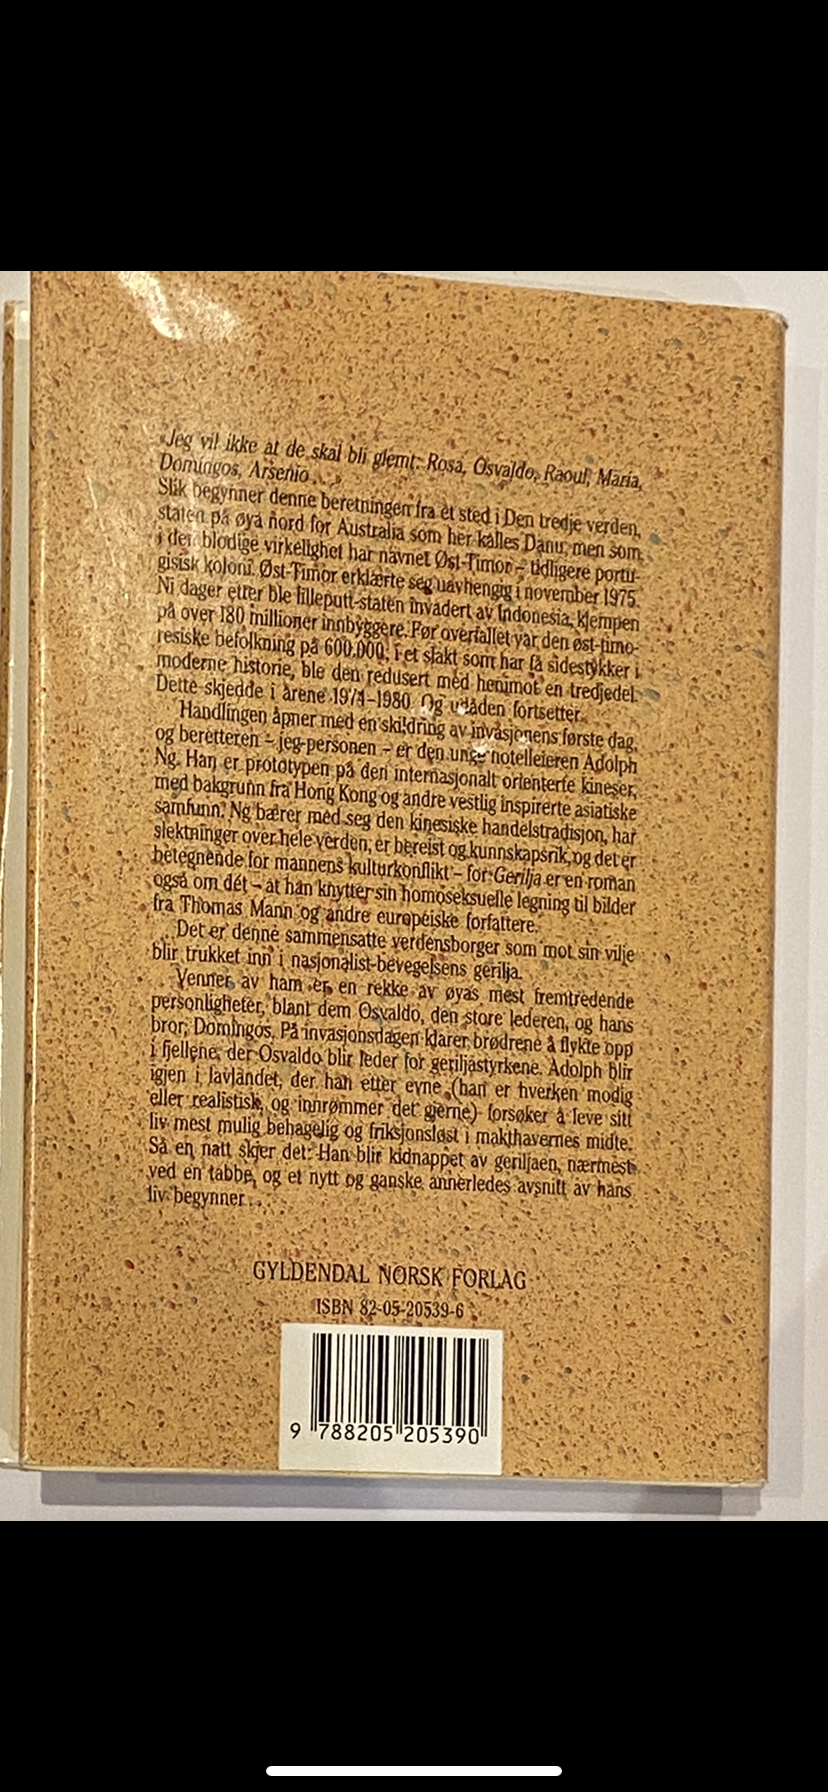 «Jeg vil ikke at de skal bli glemt: Rosa, Osvaldo, Raoul, Maria,
Domingos, Arsenio . . .»
Slik begynner denne beretningen fra et sted i Den tredje verden,
staten på øya nord for Australia som her kalles Danu, men som
i den blodige virkelighet har navnet Øst-Timor – tidligere portu-
gisisk koloni. Øst-Timor erklærte seg uavhengig i november 1975.
Ni dager etter ble lilleputt-staten invadert av Indonesia, kjempen
på over 180 millioner innbyggere. Før overfallet var den øst-timo-
resiske befolkning på 600.000; i et slakt som har få sidestykker i
moderne historie, ble den redusert med henimot en tredjedel.
Dette skjedde i årene 1974–1980. Og udåden fortsetter.
Handlingen åpner med en skildring av invasjonens første dag,
og beretteren – jeg-personen – er den unge hotelleieren Adolph
Ng. Han er prototypen på den internasjonalt orienterte kineser,
med bakgrunn fra Hong Kong og andre vestlig inspirerte asiatiske
samfunn. Ng bærer med seg den kinesiske handelstradisjon, har
slektninger over hele verden, er bereist og kunnskapsrik, og det er
betegnende for mannens kulturkonflikt – for Gerilja er en roman
også om dét – at han knytter sin homoseksuelle legning til bilder
fra Thomas Mann og andre europeiske forfattere.
Det er denne sammensatte verdensborger som mot sin vilje
blir trukket inn i nasjonalist-bevegelsens gerilja.
Venner av ham er en rekke av øyas mest fremtredende
personligheter, blant dem Osvaldo, den store lederen, og hans
bror, Domingos. På invasjonsdagen klarer brødrene å flykte opp
i fjellene, der Osvaldo blir leder for geriljastyrkene. Adolph blir
igjen i lavlandet, der han etter evne (han er hverken modig
eller realistisk, og innrømmer det gjerne) forsøker å leve sitt
liv mest mulig behagelig og friksjonsløst i makthavernes midte.
Så en natt skjer det: Han blir kidnappet av geriljaen, nærmest
ved en tabbe, og et nytt og ganske annerledes avsnitt av hans
liv begynner . . .
GYLDENDAL NORSK FORLAG
ISBN 82-05-20539-6
9 788205 205390